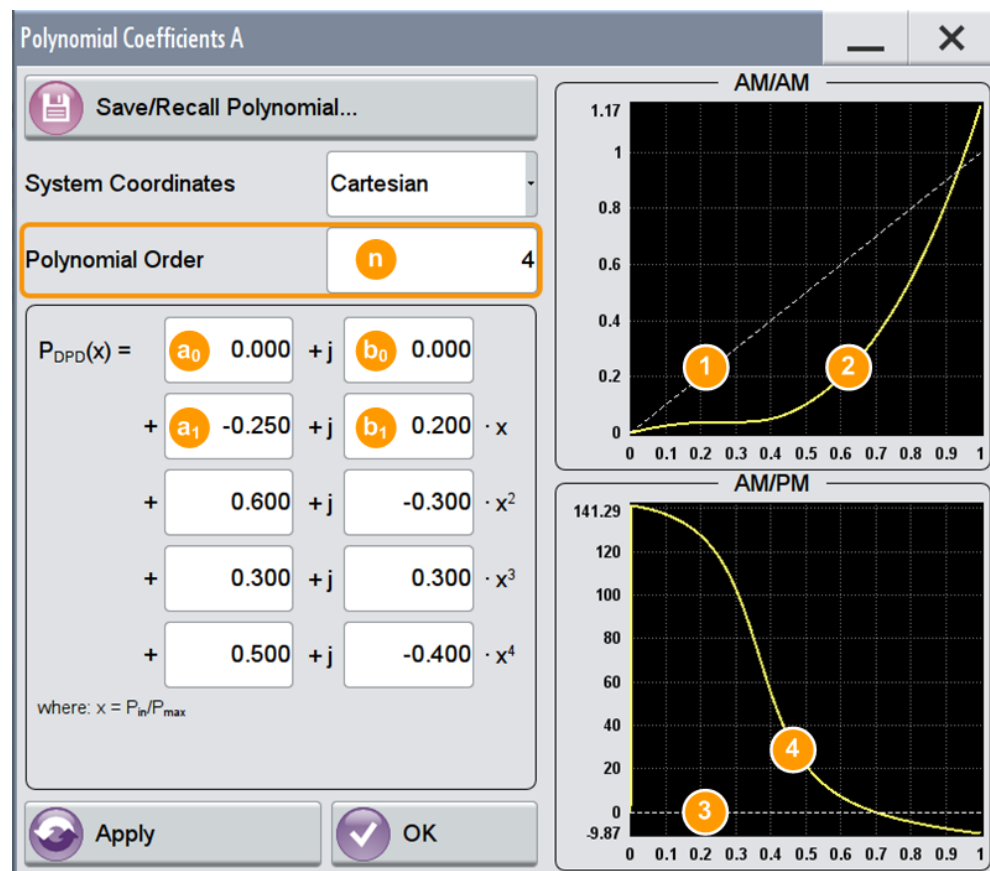 Polynomial Coefficients A
Save/Recall Polynomial...
System Coordinates Cartesian
Polynomial Order n 4
P_DPD(x) = a₀ 0.000 + j b₀ 0.000
+ a₁ -0.250 + j b₁ 0.200 · x
+ 0.600 + j -0.300 · x²
+ 0.300 + j 0.300 · x³
+ 0.500 + j -0.400 · x⁴
where: x = P_in/P_max
Apply OK
AM/AM
1.17
1
0.8
0.6
0.4
0.2
0
1 2
0 0.1 0.2 0.3 0.4 0.5 0.6 0.7 0.8 0.9 1
AM/PM
141.29
120
100
80
60
40
20
0
-9.87
4
3
0 0.1 0.2 0.3 0.4 0.5 0.6 0.7 0.8 0.9 1